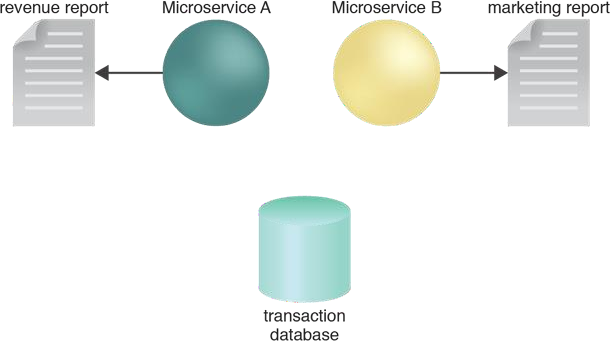 revenue report
Microservice A
Microservice B
marketing report
transaction
database